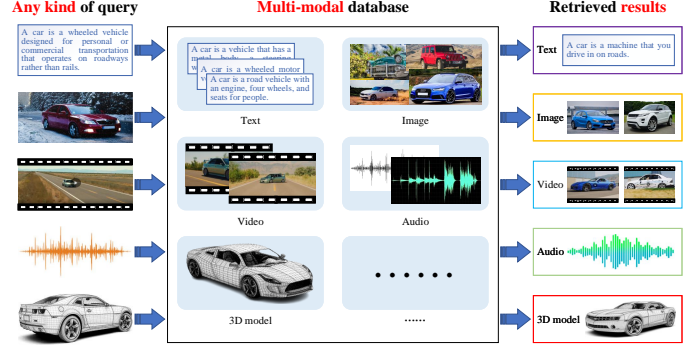 Any kind of query
Multi-modal database
Retrieved results
A car is a wheeled vehicle
designed for personal or
commercial transportation
that operates on roadways
rather than rails.
A car is a vehicle that has a
A car is a wheeled motor
A car is a road vehicle with
an engine, four wheels, and
seats for people.
Text
Image
Video
Audio
3D model
......
Text
A car is a machine that you
drive in on roads.
Image
Video
Audio
3D model